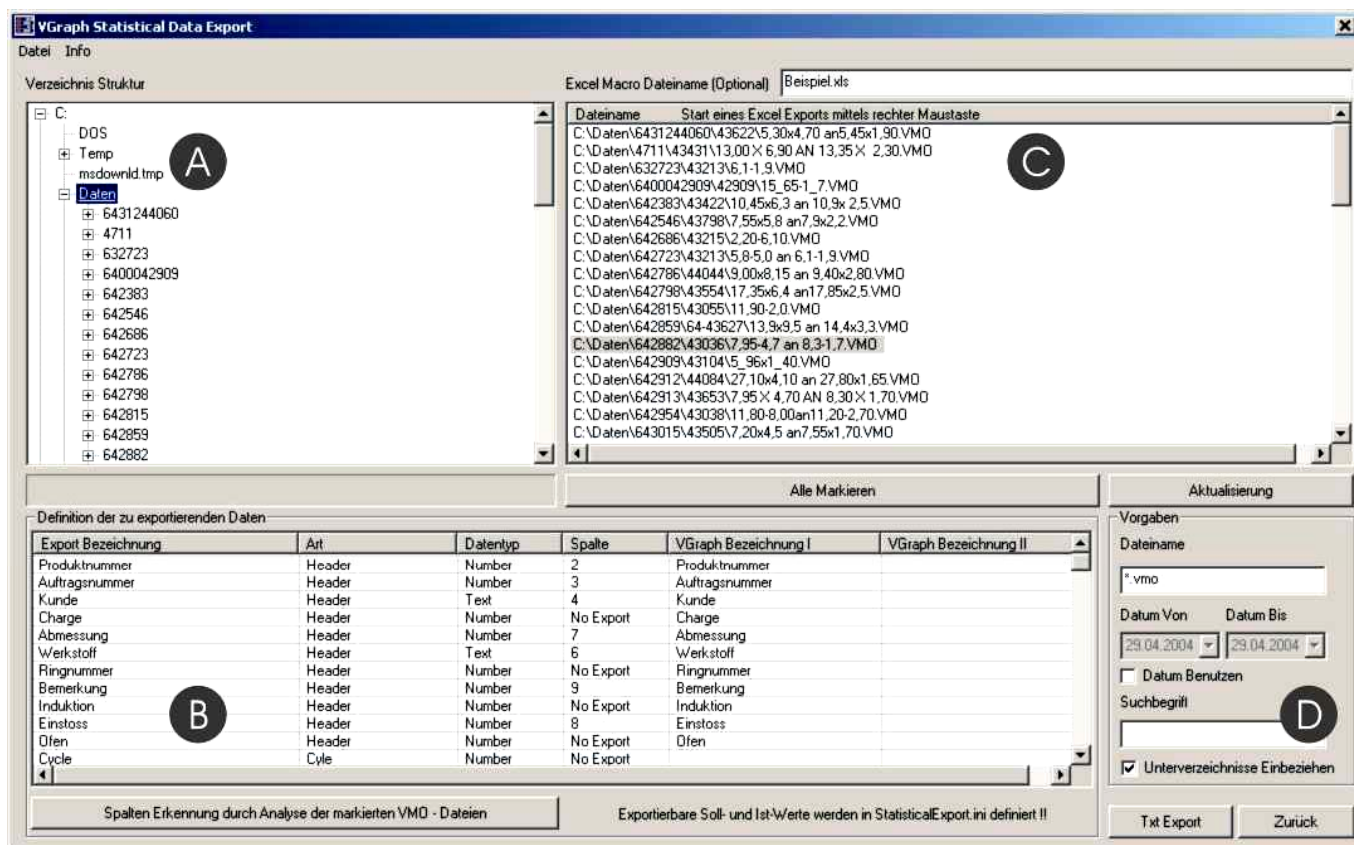 VGraph Statistical Data Export
Datei Info
Verzeichnis Struktur
Excel Macro Dateiname (Optional) Beispiel.xls
C:
DOS
Temp
msdownld.tmp
Daten
6431244060
4711
632723
6400042909
642383
642546
642686
642723
642786
642798
642815
642859
642882
A
Dateiname Start eines Excel Exports mittels rechter Maustaste
C:\Daten\6431244060\43622\5,30x4,70 an5,45x1,90.VMO
C:\Daten\4711\43431\13,00 X 6,90 AN 13,35 X 2,30.VMO
C:\Daten\632723\43213\6,1-1,9.VMO
C:\Daten\6400042909\42909\15_65-1_7.VMO
C:\Daten\642383\43422\10,45x6,3 an 10,9x 2,5.VMO
C:\Daten\642546\43798\7,55x5,8 an7,9x2,2.VMO
C:\Daten\642686\43215\2,20-6,10.VMO
C:\Daten\642723\43213\5,8-5,0 an 6,1-1,9.VMO
C:\Daten\642786\44044\9,00x8,15 an 9,40x2,80.VMO
C:\Daten\642798\43554\17,35x6,4 an17,85x2,5.VMO
C:\Daten\642815\43055\11,90-2,0.VMO
C:\Daten\642859\64-43627\13,9x9,5 an 14,4x3,3.VMO
C:\Daten\642882\43036\7,95-4,7 an 8,3-1,7.VMO
C:\Daten\642909\43104\5_96x1_40.VMO
C:\Daten\642912\44084\27,10x4,10 an 27,80x1,65.VMO
C:\Daten\642913\43653\7,95 X 4,70 AN 8,30 X 1,70.VMO
C:\Daten\642954\43038\11,80-8,00an11,20-2,70.VMO
C:\Daten\643015\43505\7,20x4,5 an7,55x1,70.VMO
C
Alle Markieren
Aktualisierung
Definition der zu exportierenden Daten
Export Bezeichnung Art Datentyp Spalte VGraph Bezeichnung I VGraph Bezeichnung II
Produktnummer Header Number 2 Produktnummer
Auftragsnummer Header Number 3 Auftragsnummer
Kunde Header Text 4 Kunde
Charge Header Number No Export Charge
Abmessung Header Number 7 Abmessung
Werkstoff Header Text 6 Werkstoff
Ringnummer Header Number No Export Ringnummer
Bemerkung Header Number 9 Bemerkung
Induktion Header Number No Export Induktion
Einstoss Header Number 8 Einstoss
Ofen Header Number No Export Ofen
Cycle Cyle Number No Export
B
Spalten Erkennung durch Analyse der markierten VMO - Dateien
Exportierbare Soll- und Ist-Werte werden in StatisticalExport.ini definiert !!
Vorgaben
Dateiname
*.vmo
Datum Von Datum Bis
29.04.2004 29.04.2004
Datum Benutzen
Suchbegriff
D
Unterverzeichnisse Einbeziehen
Txt Export Zurück